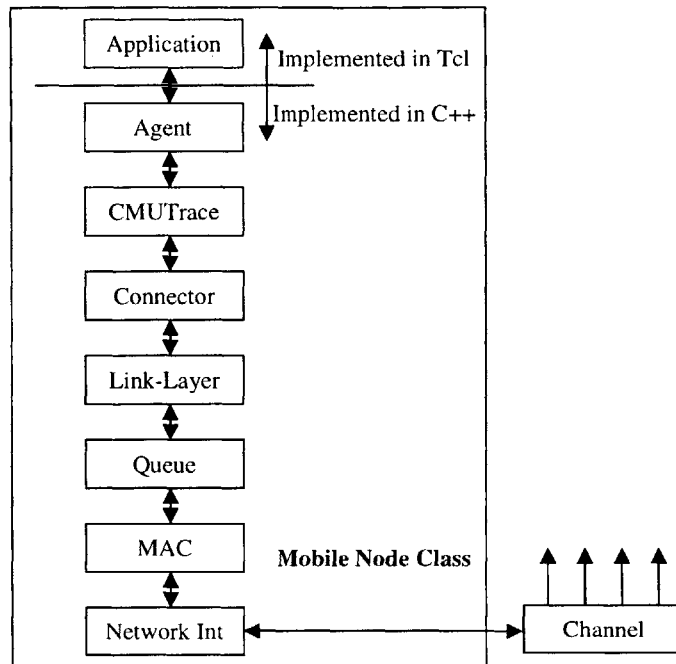 Application
Implemented in Tcl
Implemented in C++
Agent
CMUTrace
Connector
Link-Layer
Queue
MAC
Mobile Node Class
Network Int
Channel